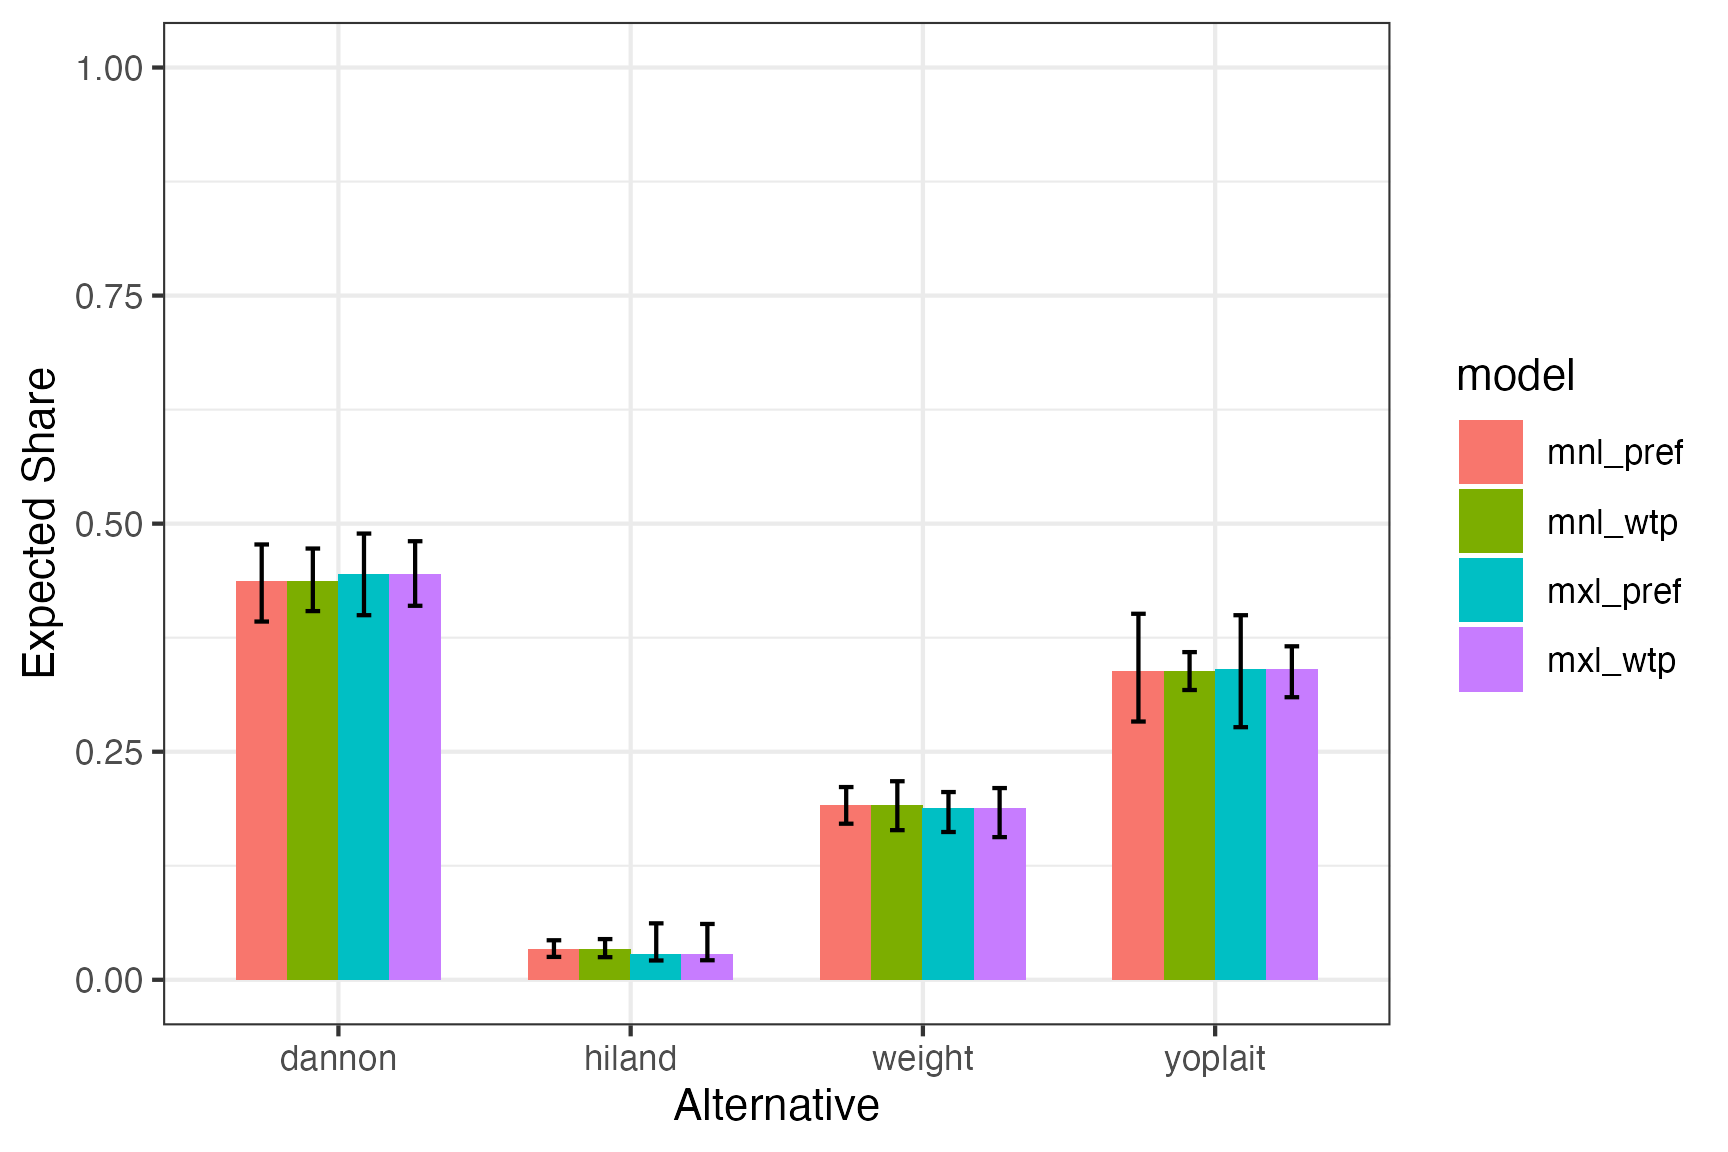 1.00
0.75
0.50
0.25
0.00
Expected Share
dannon
hiland
weight
yoplait
Alternative
model
mnl_pref
mnl_wtp
mxl_pref
mxl_wtp